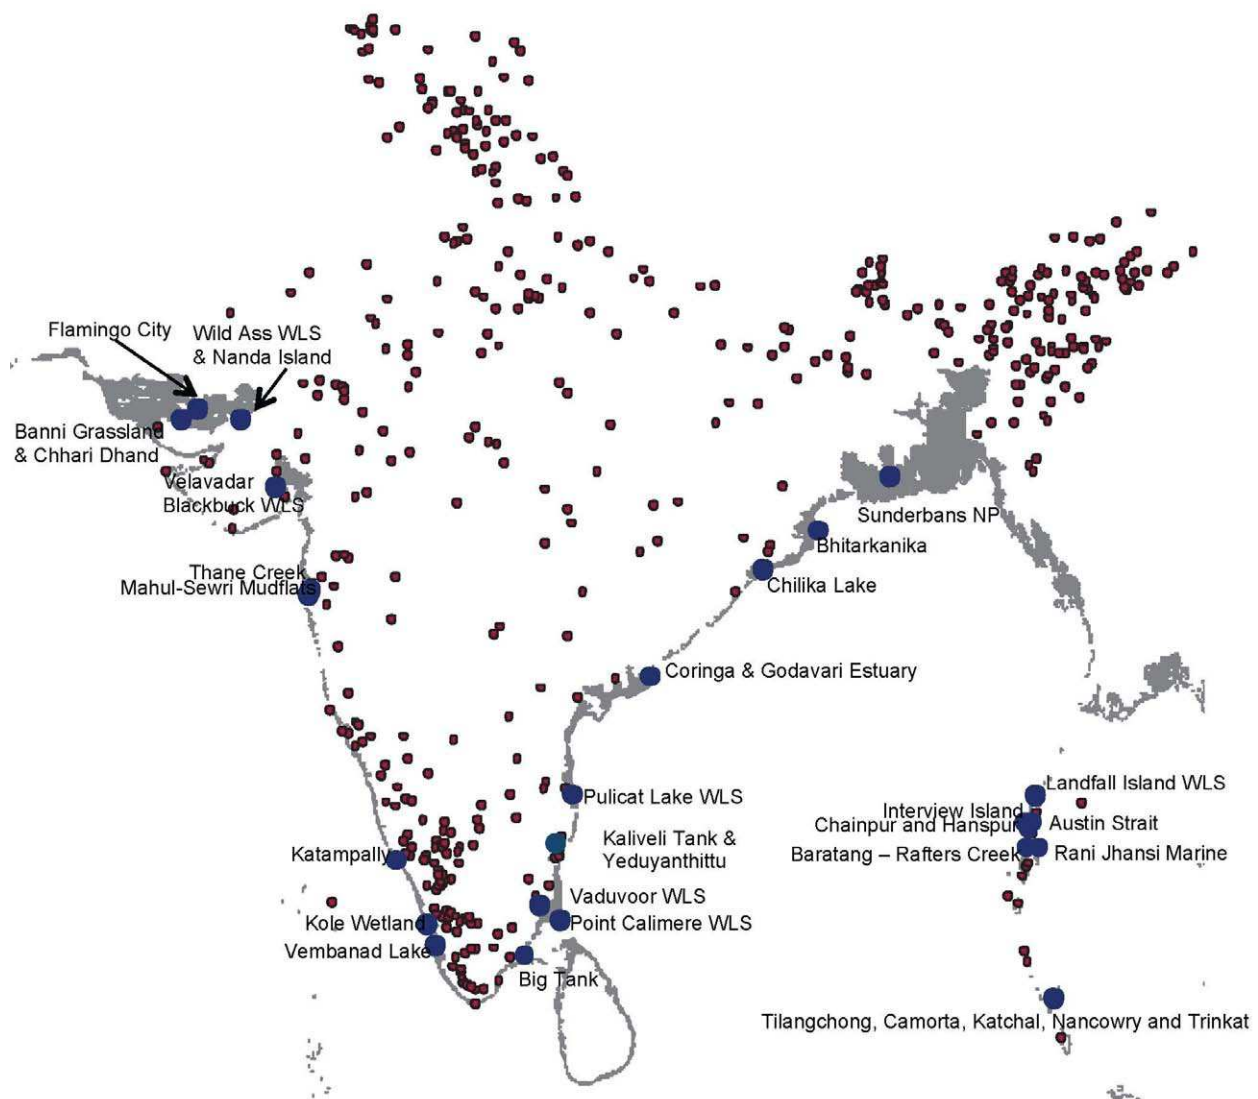 Flamingo City
Wild Ass WLS
& Nanda Island
Banni Grassland
& Chhari Dhand
Velavadar
Blackbuck WLS
Sunderbans NP
Bhitarkanika
Thane Creek
Mahul-Sewri Mudflats
Chilika Lake
Coringa & Godavari Estuary
Pulicat Lake WLS
Landfall Island WLS
Interview Island
Chainpur and Hanspuri
Austin Strait
Kaliveli Tank &
Yeduyanthittu
Katampally
Baratang – Rafters Creek
Rani Jhansi Marine
Vaduvoor WLS
Kole Wetland
Point Calimere WLS
Vembanad Lake
Big Tank
Tilangchong, Camorta, Katchal, Nancowry and Trinkat